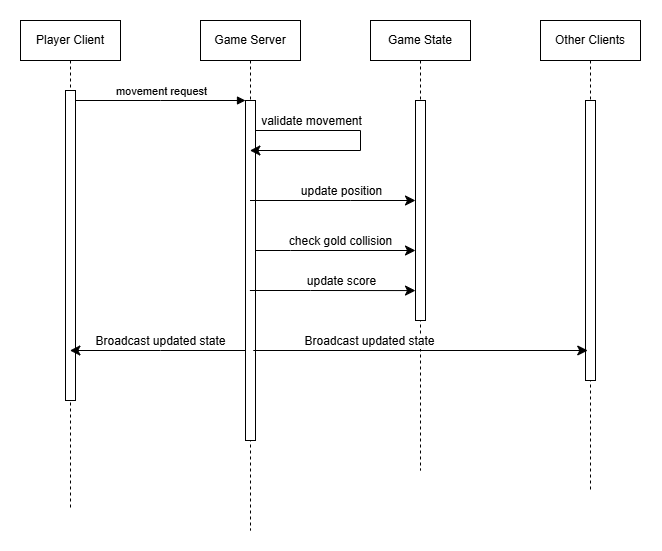 Player Client
Game Server
Game State
Other Clients
movement request
validate movement
update position
check gold collision
update score
Broadcast updated state
Broadcast updated state